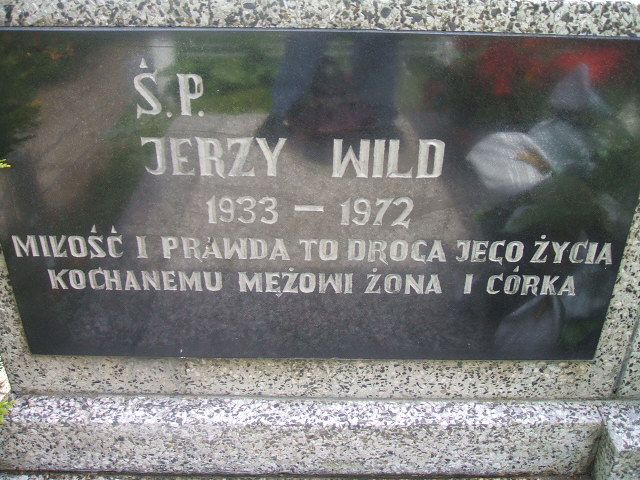 Ś.P.
JERZY WILD
1933 – 1972
MIŁOŚĆ I PRAWDA TO DROGA JEGO ŻYCIA
KOCHANEMU MĘŻOWI ŻONA I CÓRKA